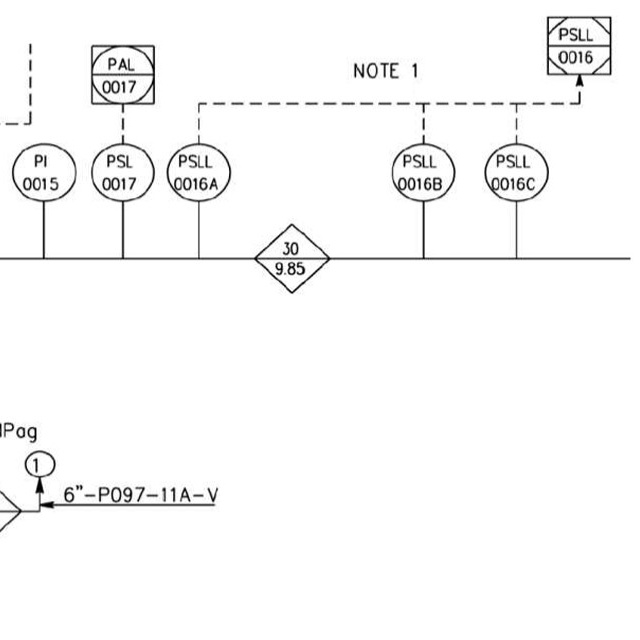 PSLL
0016
PAL
0017
NOTE 1
PI
0015
PSL
0017
PSLL
0016A
PSLL
0016B
PSLL
0016C
30
9.85
Pag
1
6"-P097-11A-V